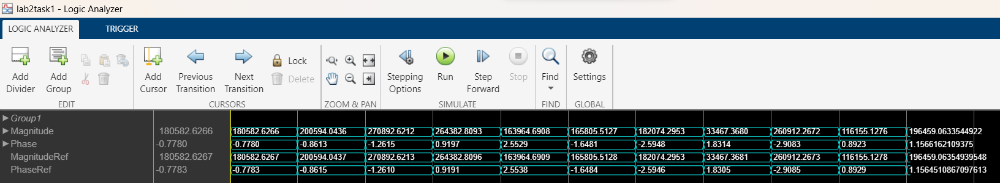 lab2task1 - Logic Analyzer
LOGIC ANALYZER TRIGGER
Add Divider
Add Group
EDIT
Add Cursor
Previous Transition
Next Transition
Lock
Delete
CURSORS
ZOOM & PAN
Stepping Options
Run
Step Forward
Stop
SIMULATE
Find
FIND
Settings
GLOBAL
Group1
Magnitude 180582.6266 180582.6266 200594.0436 270892.6212 264382.8093 163964.6908 165805.5127 182074.2953 33467.3680 260912.2672 116155.1276 196459.0633544922
Phase -0.7780 -0.7780 -0.8613 -1.2615 0.9197 2.5529 -1.6481 -2.5948 1.8314 -2.9083 0.8923 1.1566162109375
MagnitudeRef 180582.6267 180582.6267 200594.0437 270892.6213 264382.8096 163964.6909 165805.5128 182074.2953 33467.3681 260912.2673 116155.1278 196459.06354939548
PhaseRef -0.7783 -0.7783 -0.8615 -1.2610 0.9191 2.5538 -1.6484 -2.5946 1.8305 -2.9085 0.8929 1.1564510867097613